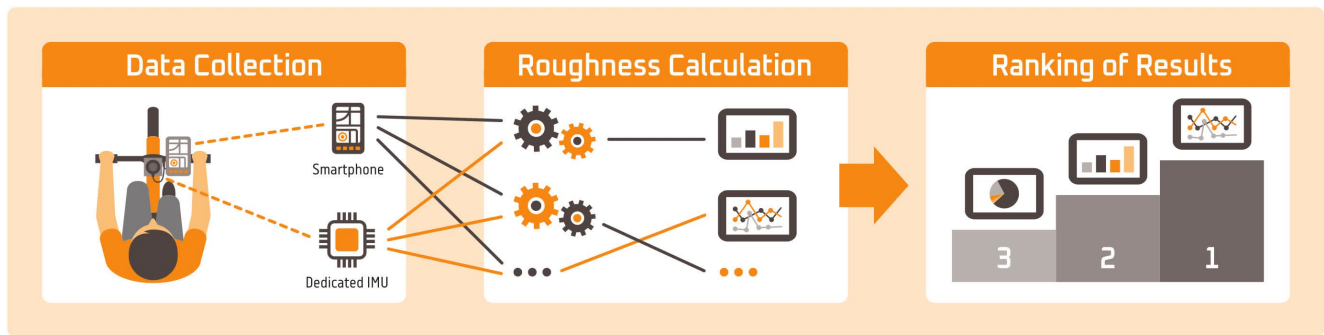 Data Collection
Smartphone
Dedicated IMU
Roughness Calculation
Ranking of Results
3
2
1